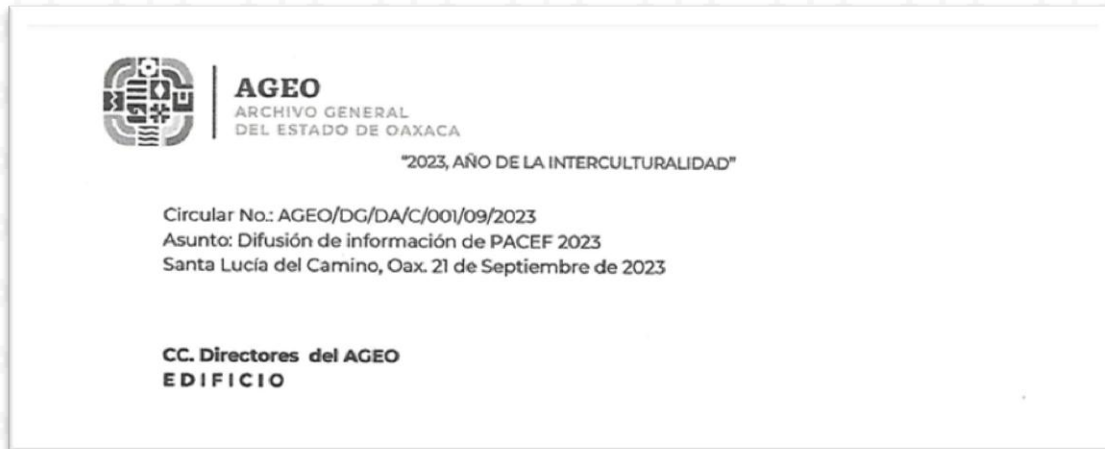 AGEO
ARCHIVO GENERAL
DEL ESTADO DE OAXACA
"2023, AÑO DE LA INTERCULTURALIDAD"
Circular No.: AGEO/DG/DA/C/001/09/2023
Asunto: Difusión de información de PACEF 2023
Santa Lucía del Camino, Oax. 21 de Septiembre de 2023
CC. Directores del AGEO
EDIFICIO